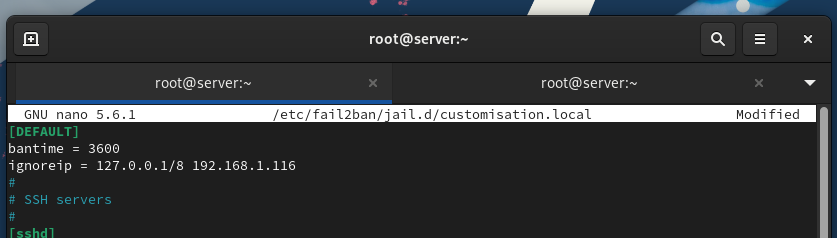 root@server:~
root@server:~ root@server:~
GNU nano 5.6.1 /etc/fail2ban/jail.d/customisation.local Modified
[DEFAULT]
bantime = 3600
ignoreip = 127.0.0.1/8 192.168.1.116
#
# SSH servers
#
[sshd]